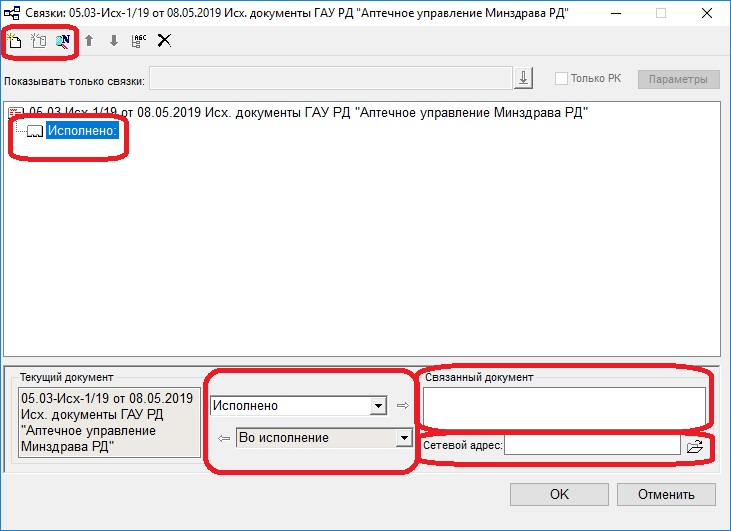 Связки: 05.03-Исх-1/19 от 08.05.2019 Исх. документы ГАУ РД "Аптечное управление Минздрава РД"
ABC
Показывать только связки:
Только РК
Параметры
05.03-Исх-1/19 от 08.05.2019 Исх. документы ГАУ РД "Аптечное управление Минздрава РД"
Исполнено:
Текущий документ
05.03-Исх-1/19 от 08.05.2019
Исх. документы ГАУ РД
"Аптечное управление
Минздрава РД"
Исполнено
Во исполнение
Связанный документ
Сетевой адрес:
OK
Отменить